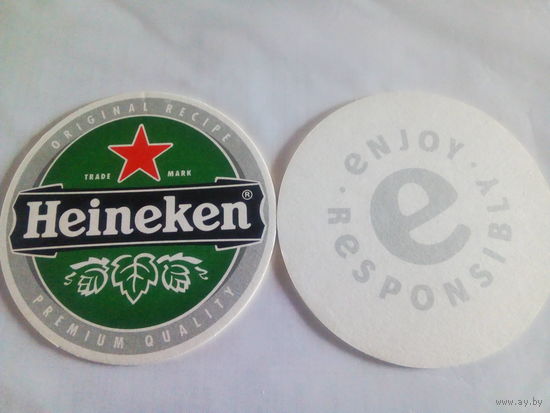 ORIGINAL RECIPE
TRADE MARK
Heineken ®
PREMIUM QUALITY
eNJOY · ReSPONSIBLY ·
e
www.ay.by